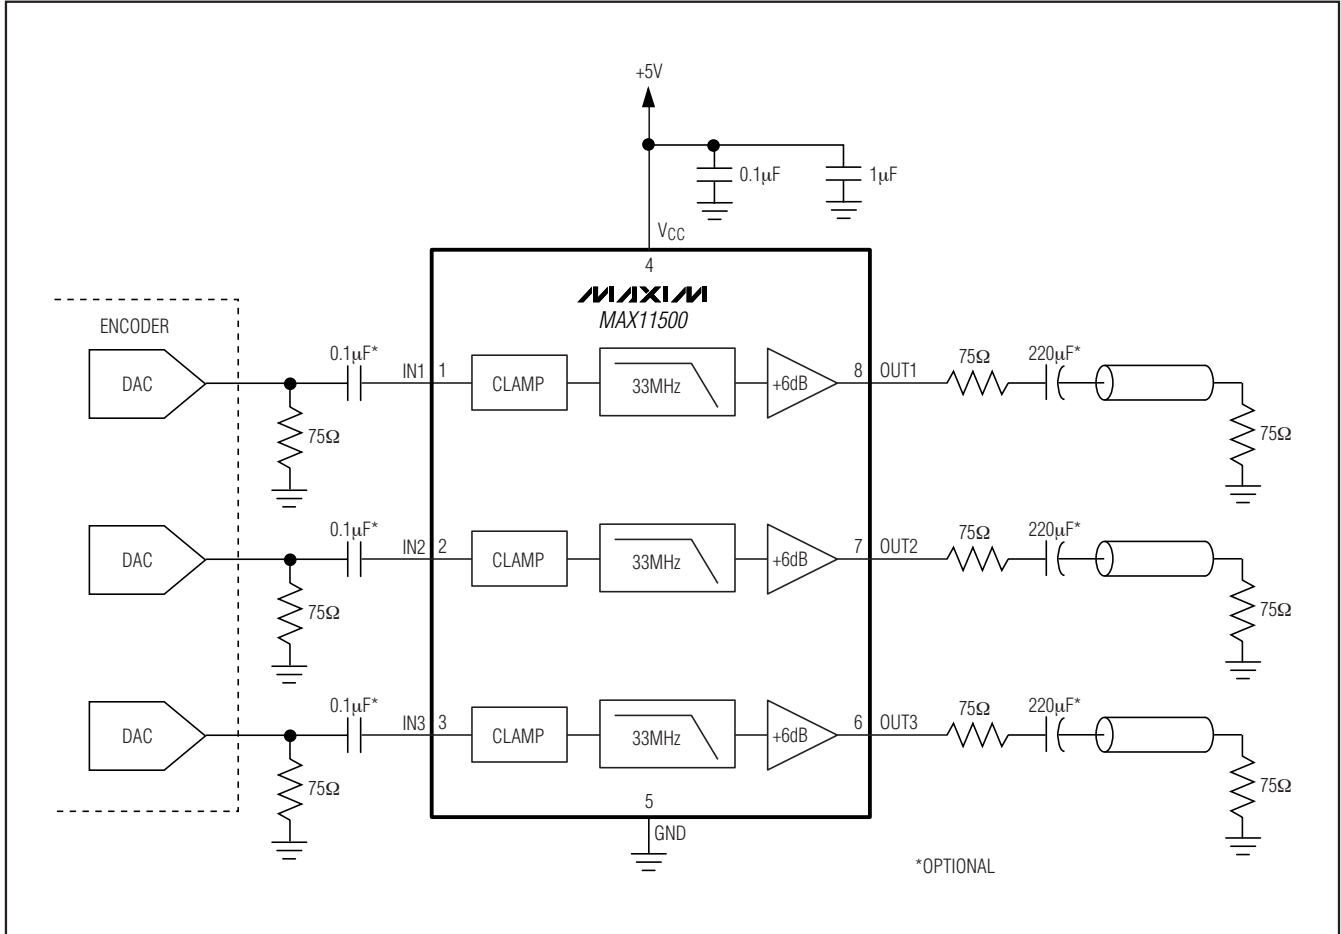 +5V
0.1μF
1μF
VCC
4
MAXIM
MAX11500
ENCODER
DAC
75Ω
0.1μF*
IN1
1
CLAMP
33MHz
+6dB
8
OUT1
75Ω
220μF*
75Ω
DAC
75Ω
0.1μF*
IN2
2
CLAMP
33MHz
+6dB
7
OUT2
75Ω
220μF*
75Ω
DAC
75Ω
0.1μF*
IN3
3
CLAMP
33MHz
+6dB
6
OUT3
75Ω
220μF*
75Ω
5
GND
*OPTIONAL